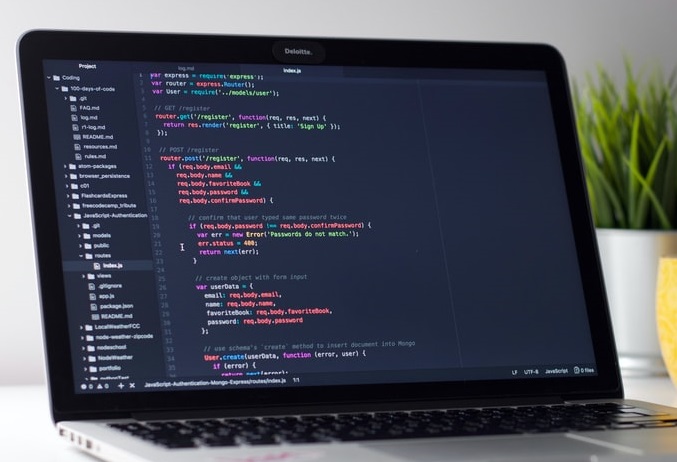 Deloitte.
Project
Coding
100-days-of-code
.git
FAQ.md
log.md
r1-log.md
README.md
resources.md
rules.md
atom-packages
browser_persistence
c01
FlashcardsExpress
freecodecamp_tribute
JavaScript-Authentication
.git
models
public
routes
index.js
views
.gitignore
app.js
package.json
README.md
LocalWeatherFCC
node-weather-zipcode
nodeschool
NodeWeather
portfolio
log.md
index.js
1 var express = require('express');
2 var router = express.Router();
3 var User = require('../models/user');
4
5 // GET /register
6 router.get('/register', function(req, res, next) {
7 return res.render('register', { title: 'Sign Up' });
8 });
9
10 // POST /register
11 router.post('/register', function(req, res, next) {
12 if (req.body.email &&
13 req.body.name &&
14 req.body.favoriteBook &&
15 req.body.password &&
16 req.body.confirmPassword) {
17
18 // confirm that user typed same password twice
19 if (req.body.password !== req.body.confirmPassword) {
20 var err = new Error('Passwords do not match.');
21 err.status = 400;
22 return next(err);
23 }
24
25 // create object with form input
26 var userData = {
27 email: req.body.email,
28 name: req.body.name,
29 favoriteBook: req.body.favoriteBook,
30 password: req.body.password
31 };
32
33 // use schema's `create` method to insert document into Mongo
34 User.create(userData, function (error, user) {
35 if (error) {
36 return next(error);
0 0
JavaScript-Authentication-Mongo-Express/routes/index.js 1:1
LF UTF-8 JavaScript 0 files